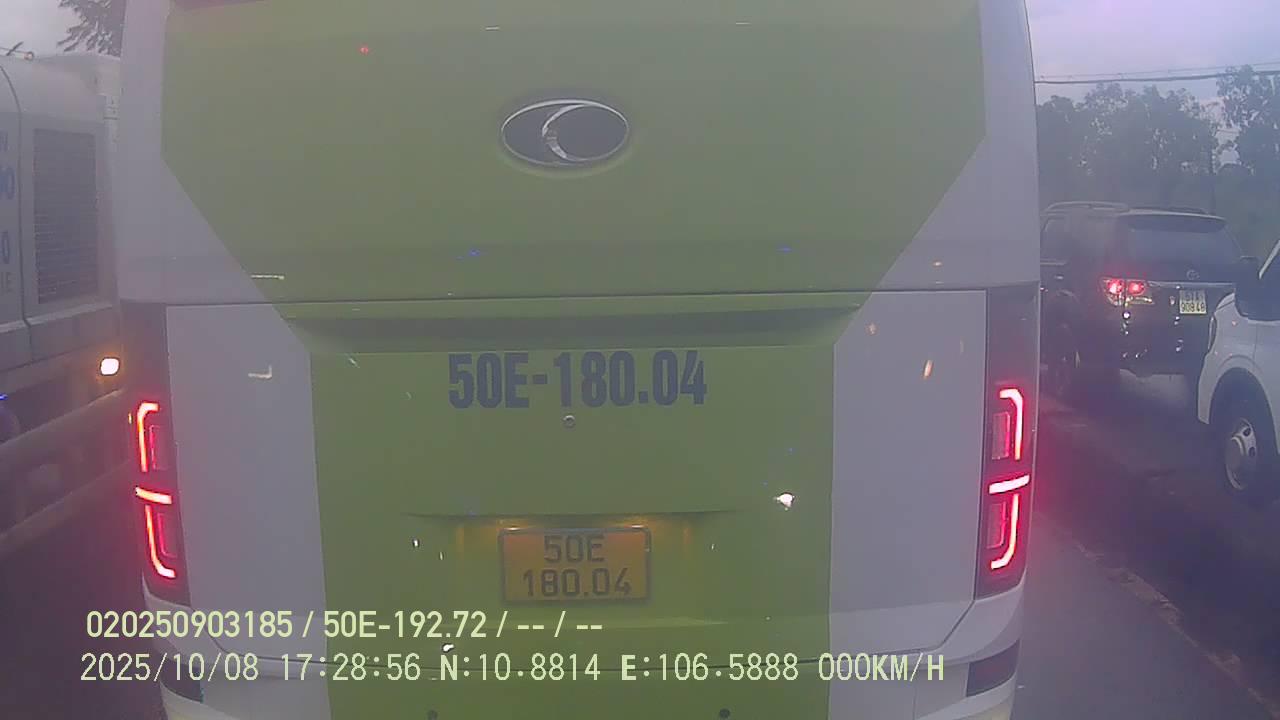 50E-180.04
50E
180.04
020250903185 / 50E-192.72 / -- / --
2025/10/08 17:28:56 N:10.8814 E:106.5888 000KM/H